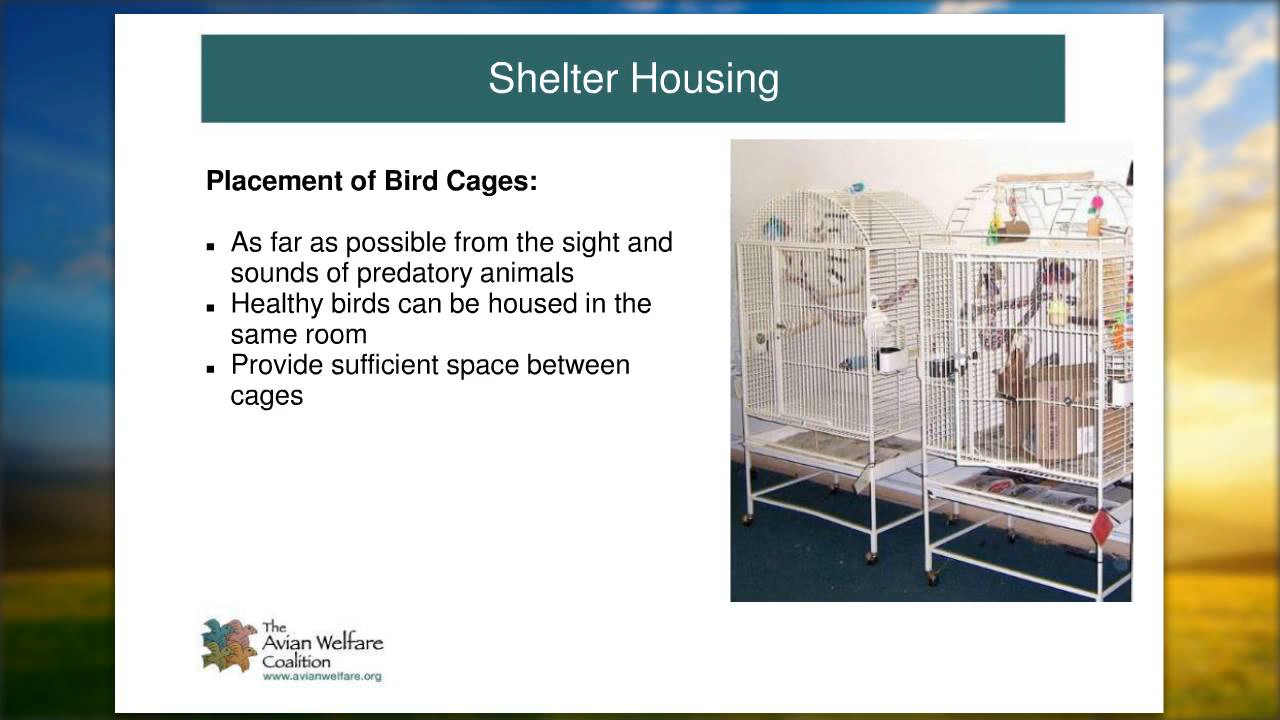 Shelter Housing
Placement of Bird Cages:
▪ As far as possible from the sight and
sounds of predatory animals
▪ Healthy birds can be housed in the
same room
▪ Provide sufficient space between
cages
The
Avian Welfare
Coalition
www.avianwelfare.org